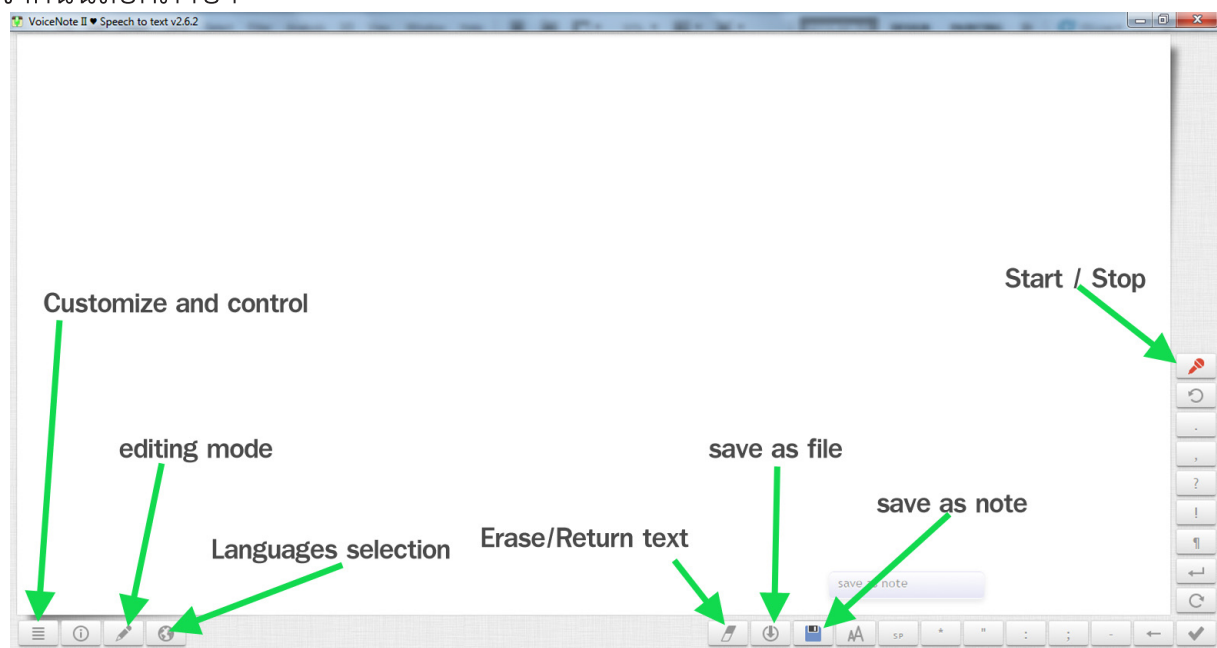 VoiceNote II ♥ Speech to text v2.6.2
Start / Stop
Customize and control
editing mode
save as file
save as note
Erase/Return text
Languages selection
save as note
.
,
?
!
¶
AA
SP
*
"
:
;
-